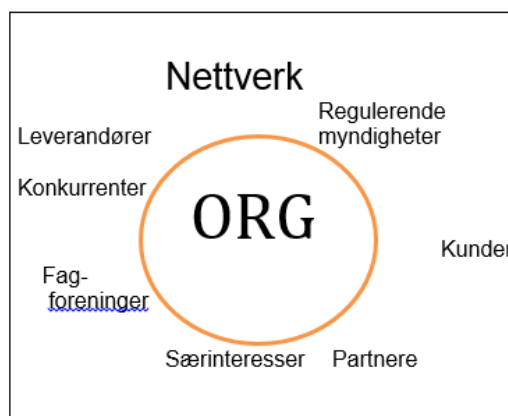 Nettverk
Regulerende
myndigheter
Leverandører
Konkurrenter
ORG
Kunder
Fag-
foreninger
Særinteresser
Partnere